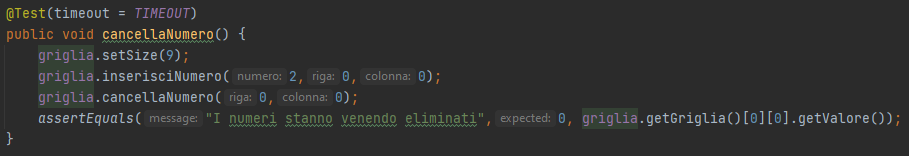 @Test(timeout = TIMEOUT)
public void cancellaNumero() {
griglia.setSize(9);
griglia.inserisciNumero( numero: 2, riga: 0, colonna: 0);
griglia.cancellaNumero( riga: 0, colonna: 0);
assertEquals( message: "I numeri stanno venendo eliminati", expected: 0, griglia.getGriglia()[0][0].getValore());
}